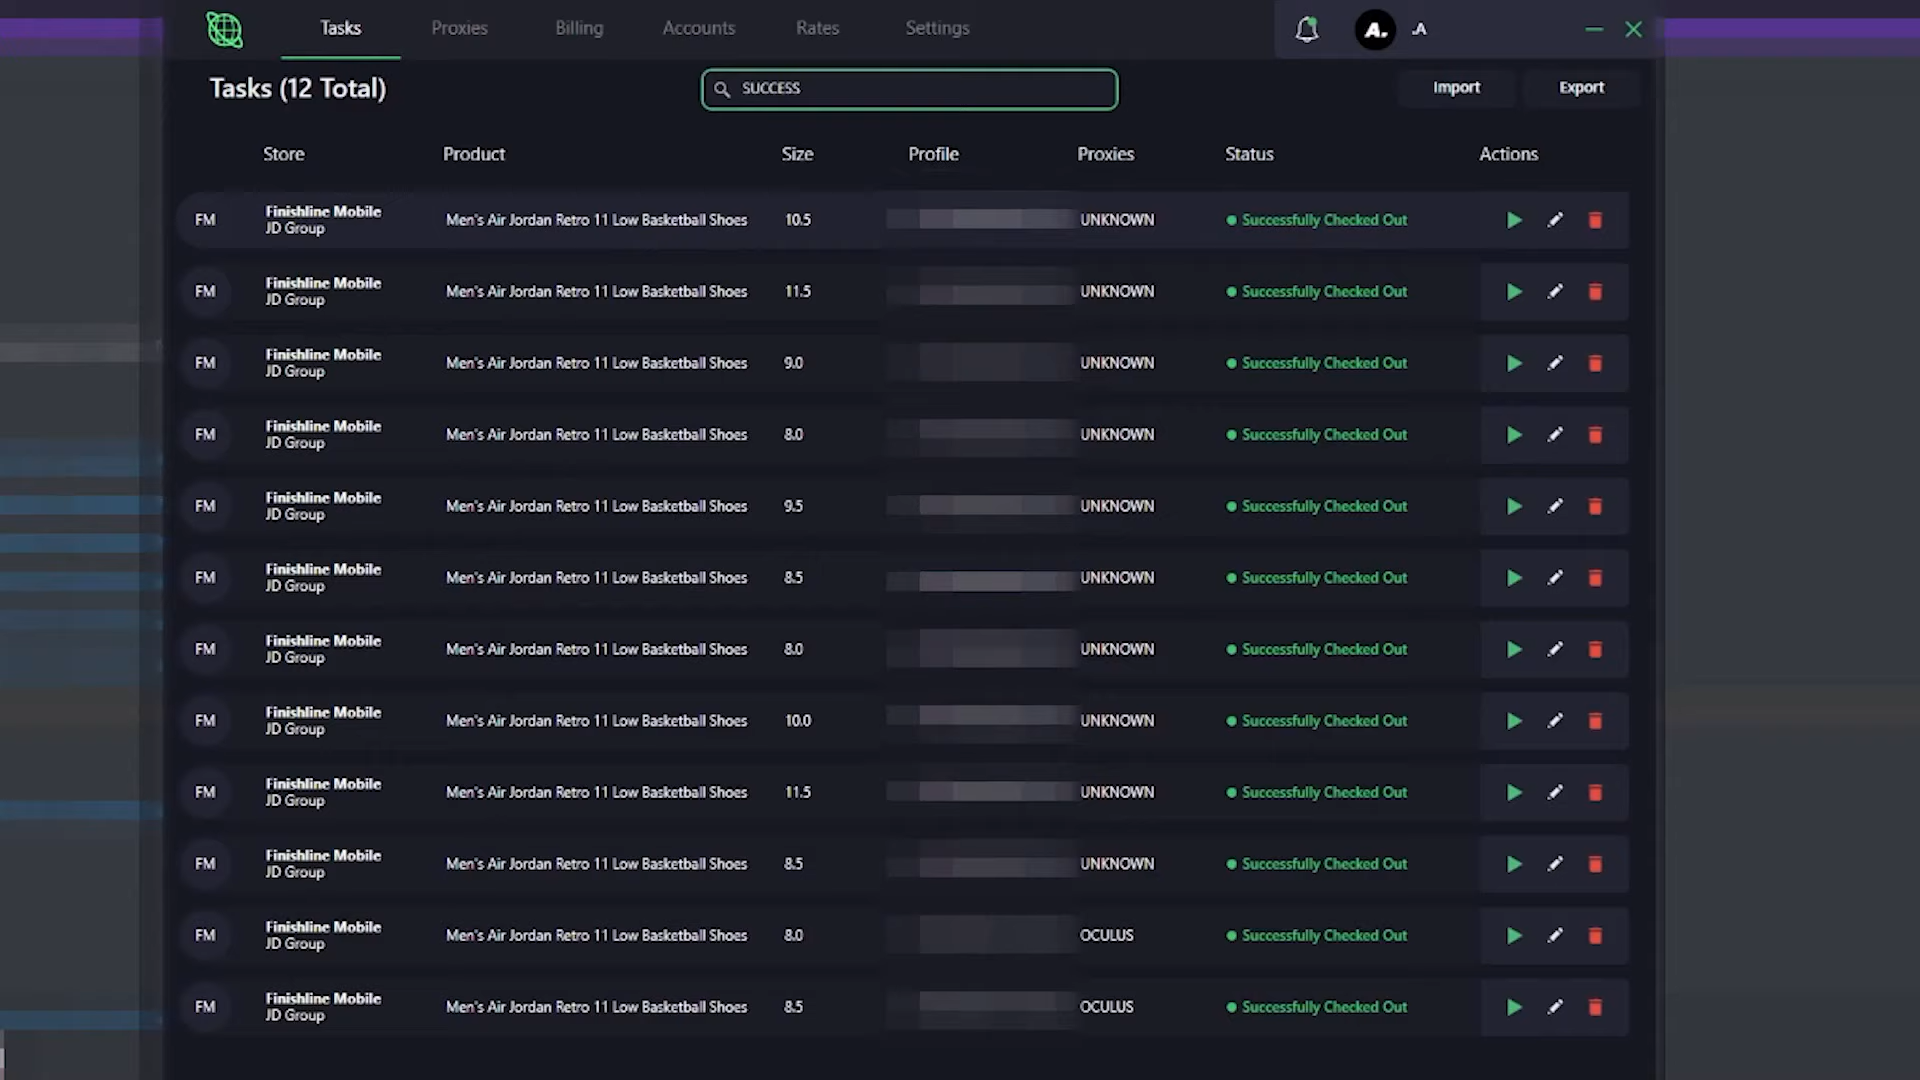 Tasks Proxies Billing Accounts Rates Settings A. .A
Tasks (12 Total) SUCCESS Import Export
Store Product Size Profile Proxies Status Actions
FM Finishline Mobile JD Group Men's Air Jordan Retro 11 Low Basketball Shoes 10.5 UNKNOWN Successfully Checked Out
FM Finishline Mobile JD Group Men's Air Jordan Retro 11 Low Basketball Shoes 11.5 UNKNOWN Successfully Checked Out
FM Finishline Mobile JD Group Men's Air Jordan Retro 11 Low Basketball Shoes 9.0 UNKNOWN Successfully Checked Out
FM Finishline Mobile JD Group Men's Air Jordan Retro 11 Low Basketball Shoes 8.0 UNKNOWN Successfully Checked Out
FM Finishline Mobile JD Group Men's Air Jordan Retro 11 Low Basketball Shoes 9.5 UNKNOWN Successfully Checked Out
FM Finishline Mobile JD Group Men's Air Jordan Retro 11 Low Basketball Shoes 8.5 UNKNOWN Successfully Checked Out
FM Finishline Mobile JD Group Men's Air Jordan Retro 11 Low Basketball Shoes 8.0 UNKNOWN Successfully Checked Out
FM Finishline Mobile JD Group Men's Air Jordan Retro 11 Low Basketball Shoes 10.0 UNKNOWN Successfully Checked Out
FM Finishline Mobile JD Group Men's Air Jordan Retro 11 Low Basketball Shoes 11.5 UNKNOWN Successfully Checked Out
FM Finishline Mobile JD Group Men's Air Jordan Retro 11 Low Basketball Shoes 8.5 UNKNOWN Successfully Checked Out
FM Finishline Mobile JD Group Men's Air Jordan Retro 11 Low Basketball Shoes 8.0 OCULUS Successfully Checked Out
FM Finishline Mobile JD Group Men's Air Jordan Retro 11 Low Basketball Shoes 8.5 OCULUS Successfully Checked Out